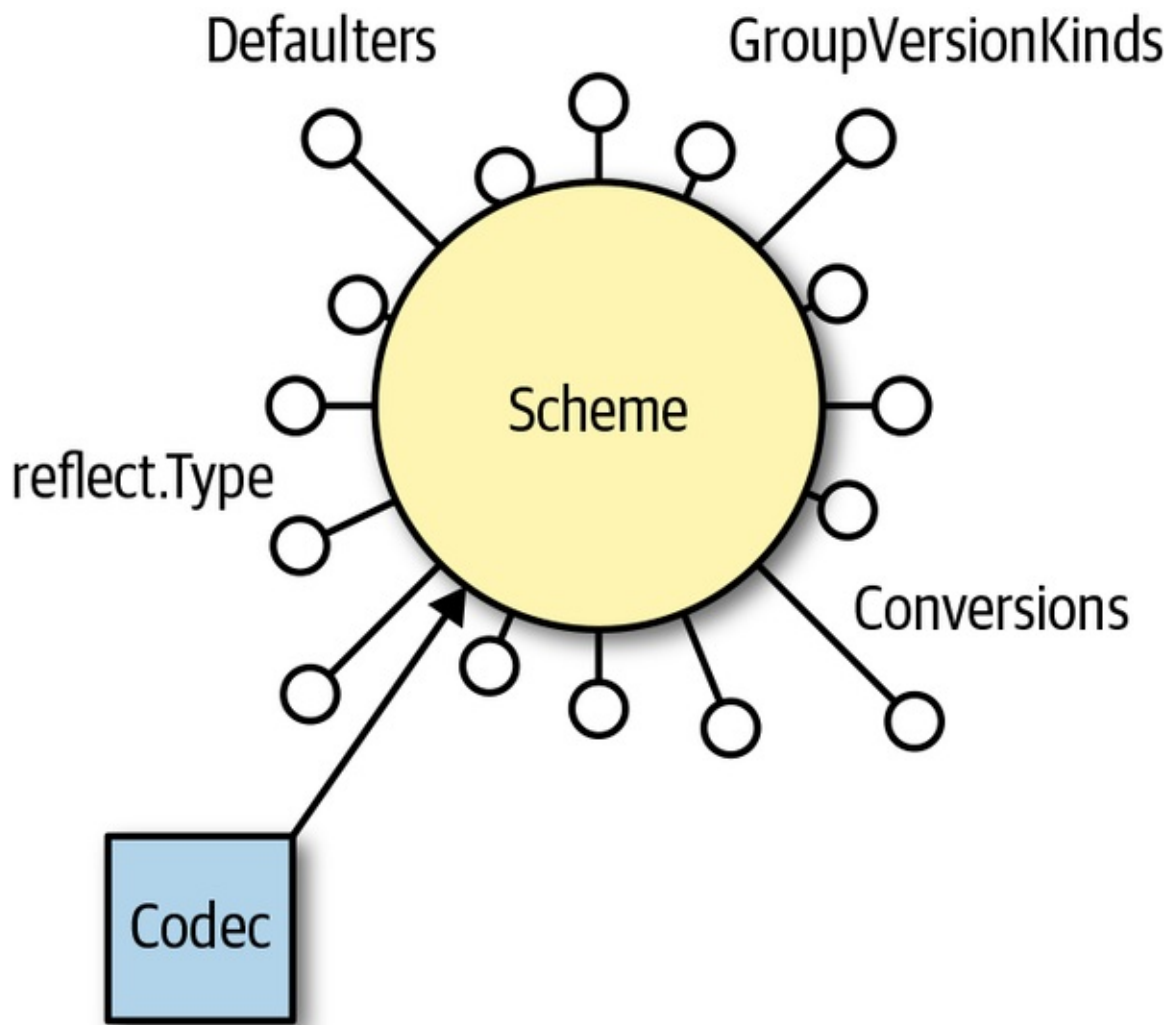 Defaulters
GroupVersionKinds
Scheme
reflect.Type
Conversions
Codec